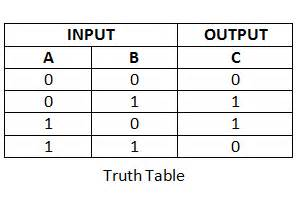 INPUT OUTPUT
A B C
0 0 0
0 1 1
1 0 1
1 1 0
Truth Table